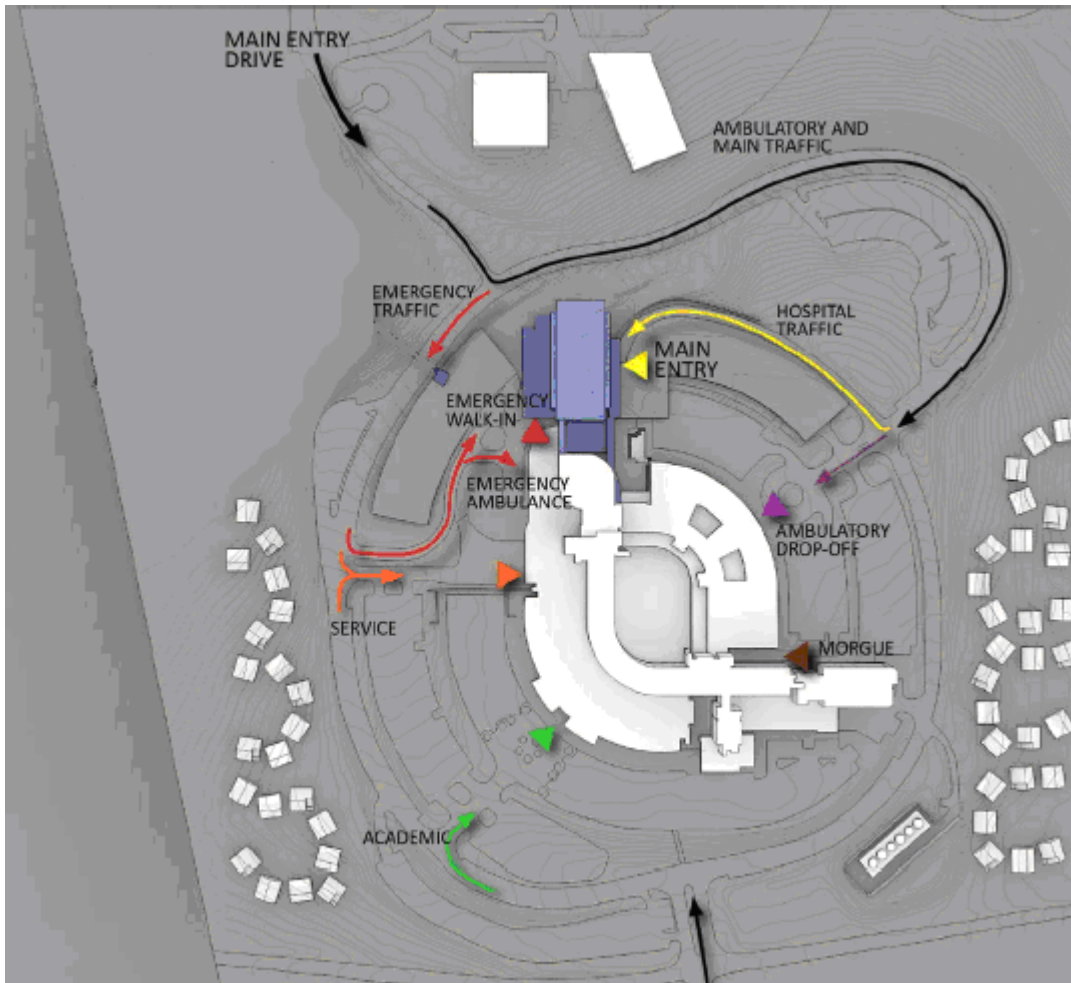 MAIN ENTRY
DRIVE
AMBULATORY AND
MAIN TRAFFIC
EMERGENCY
TRAFFIC
HOSPITAL
TRAFFIC
MAIN
ENTRY
EMERGENCY
WALK-IN
EMERGENCY
AMBULANCE
AMBULATORY
DROP-OFF
SERVICE
MORGUE
ACADEMIC